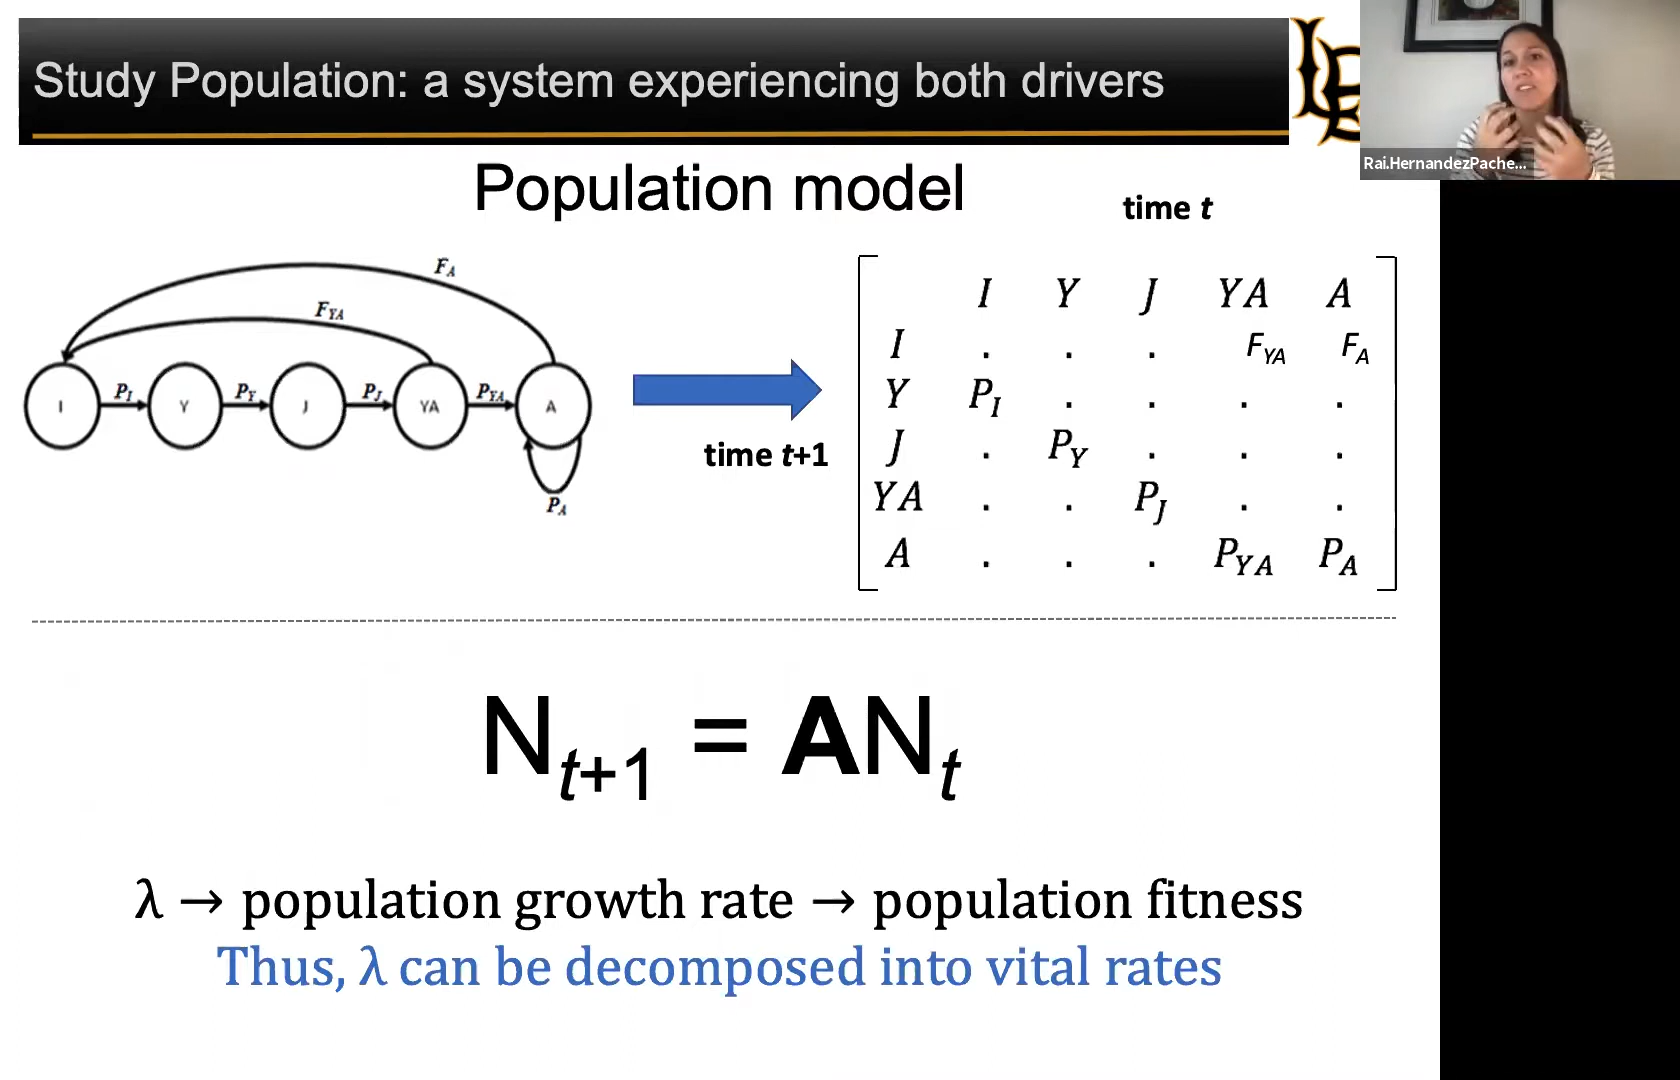 Study Population: a system experiencing both drivers
LB
Rai.HernandezPache...
Population model
time t
F_A
F_YA
I P_I Y P_Y J P_J YA P_YA A
P_A
time t+1
I Y J YA A
I . . . F_YA F_A
Y P_I . . . .
J . P_Y . . .
YA . . P_J . .
A . . . P_YA P_A
N_t+1 = AN_t
λ → population growth rate → population fitness
Thus, λ can be decomposed into vital rates